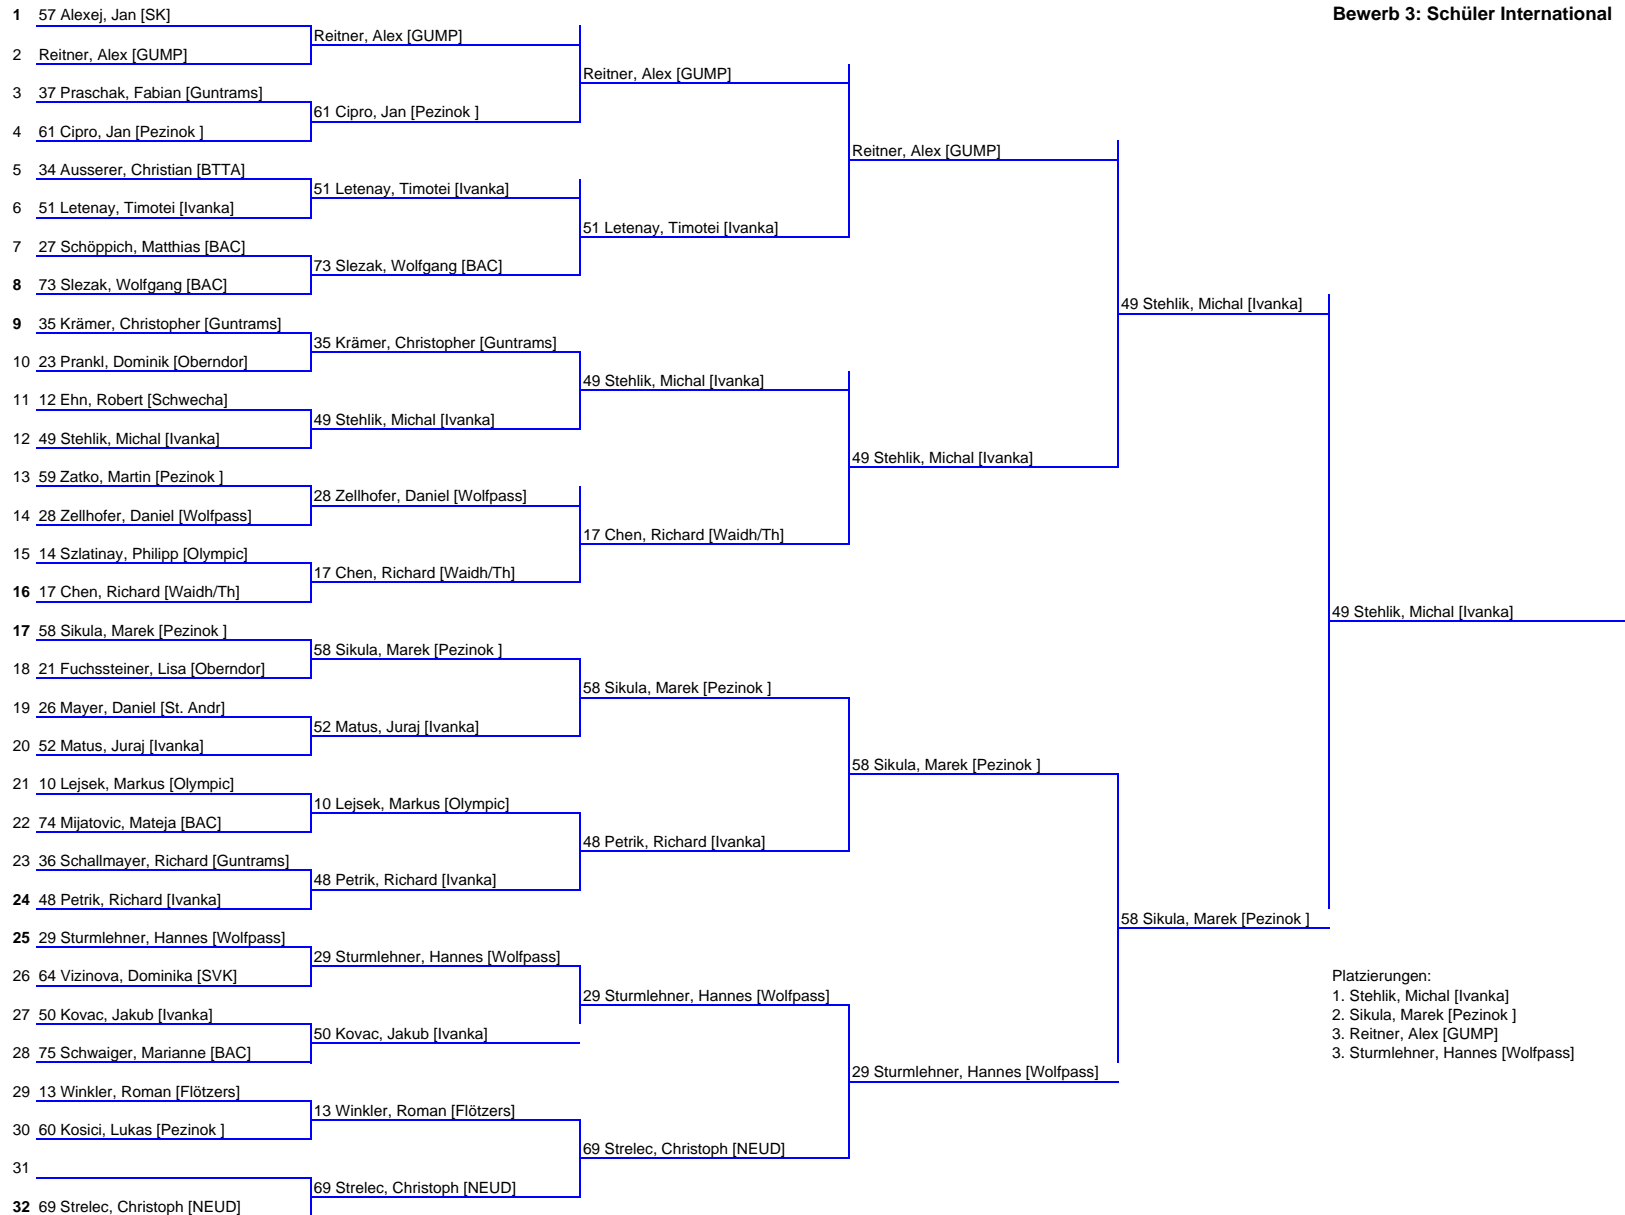 Bewerb 3: Schüler International
1 57 Alexej, Jan [SK]
2 Reitner, Alex [GUMP]
3 37 Praschak, Fabian [Guntrams]
4 61 Cipro, Jan [Pezinok ]
5 34 Ausserer, Christian [BTTA]
6 51 Letenay, Timotei [Ivanka]
7 27 Schöppich, Matthias [BAC]
8 73 Slezak, Wolfgang [BAC]
9 35 Krämer, Christopher [Guntrams]
10 23 Prankl, Dominik [Oberndor]
11 12 Ehn, Robert [Schwecha]
12 49 Stehlik, Michal [Ivanka]
13 59 Zatko, Martin [Pezinok ]
14 28 Zellhofer, Daniel [Wolfpass]
15 14 Szlatinay, Philipp [Olympic]
16 17 Chen, Richard [Waidh/Th]
17 58 Sikula, Marek [Pezinok ]
18 21 Fuchssteiner, Lisa [Oberndor]
19 26 Mayer, Daniel [St. Andr]
20 52 Matus, Juraj [Ivanka]
21 10 Lejsek, Markus [Olympic]
22 74 Mijatovic, Mateja [BAC]
23 36 Schallmayer, Richard [Guntrams]
24 48 Petrik, Richard [Ivanka]
25 29 Sturmlehner, Hannes [Wolfpass]
26 64 Vizinova, Dominika [SVK]
27 50 Kovac, Jakub [Ivanka]
28 75 Schwaiger, Marianne [BAC]
29 13 Winkler, Roman [Flötzers]
30 60 Kosici, Lukas [Pezinok ]
31
32 69 Strelec, Christoph [NEUD]
Reitner, Alex [GUMP]
61 Cipro, Jan [Pezinok ]
51 Letenay, Timotei [Ivanka]
73 Slezak, Wolfgang [BAC]
35 Krämer, Christopher [Guntrams]
49 Stehlik, Michal [Ivanka]
28 Zellhofer, Daniel [Wolfpass]
17 Chen, Richard [Waidh/Th]
58 Sikula, Marek [Pezinok ]
52 Matus, Juraj [Ivanka]
10 Lejsek, Markus [Olympic]
48 Petrik, Richard [Ivanka]
29 Sturmlehner, Hannes [Wolfpass]
50 Kovac, Jakub [Ivanka]
13 Winkler, Roman [Flötzers]
69 Strelec, Christoph [NEUD]
Reitner, Alex [GUMP]
51 Letenay, Timotei [Ivanka]
49 Stehlik, Michal [Ivanka]
17 Chen, Richard [Waidh/Th]
58 Sikula, Marek [Pezinok ]
48 Petrik, Richard [Ivanka]
29 Sturmlehner, Hannes [Wolfpass]
69 Strelec, Christoph [NEUD]
Reitner, Alex [GUMP]
49 Stehlik, Michal [Ivanka]
58 Sikula, Marek [Pezinok ]
29 Sturmlehner, Hannes [Wolfpass]
49 Stehlik, Michal [Ivanka]
58 Sikula, Marek [Pezinok ]
49 Stehlik, Michal [Ivanka]
Platzierungen:
1. Stehlik, Michal [Ivanka]
2. Sikula, Marek [Pezinok ]
3. Reitner, Alex [GUMP]
3. Sturmlehner, Hannes [Wolfpass]